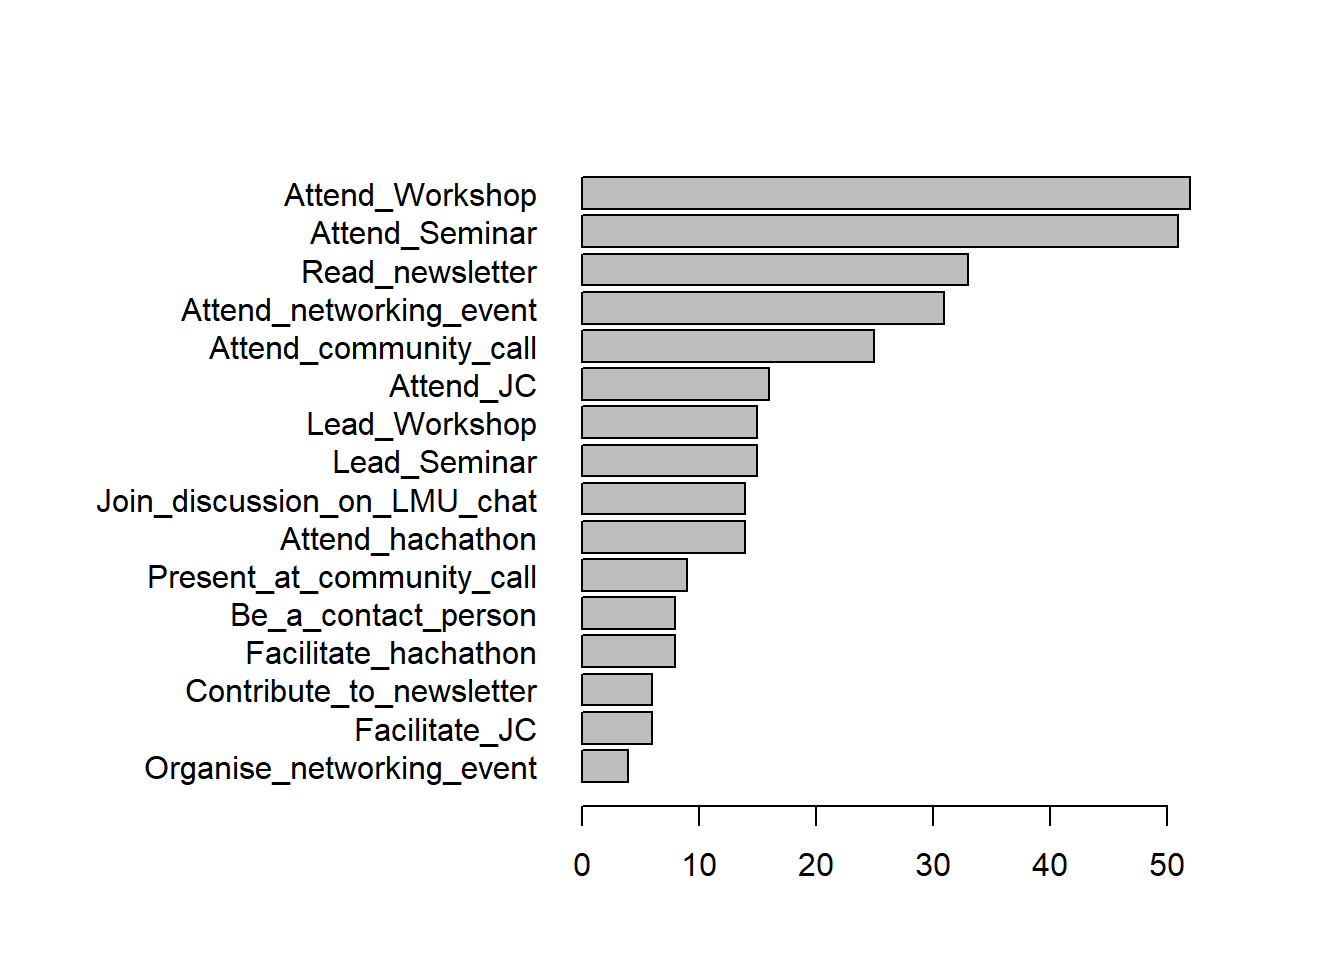 Attend_Workshop
Attend_Seminar
Read_newsletter
Attend_networking_event
Attend_community_call
Attend_JC
Lead_Workshop
Lead_Seminar
Join_discussion_on_LMU_chat
Attend_hachathon
Present_at_community_call
Be_a_contact_person
Facilitate_hachathon
Contribute_to_newsletter
Facilitate_JC
Organise_networking_event
0 10 20 30 40 50